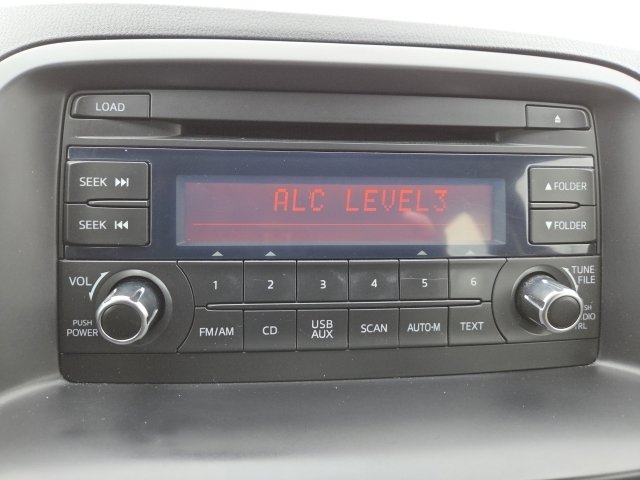 LOAD
SEEK
SEEK
ALC LEVEL3
▲ FOLDER
▼ FOLDER
VOL
PUSH
POWER
1 2 3 4 5 6
TUNE
FILE
FM/AM CD USB
AUX SCAN AUTO-M TEXT